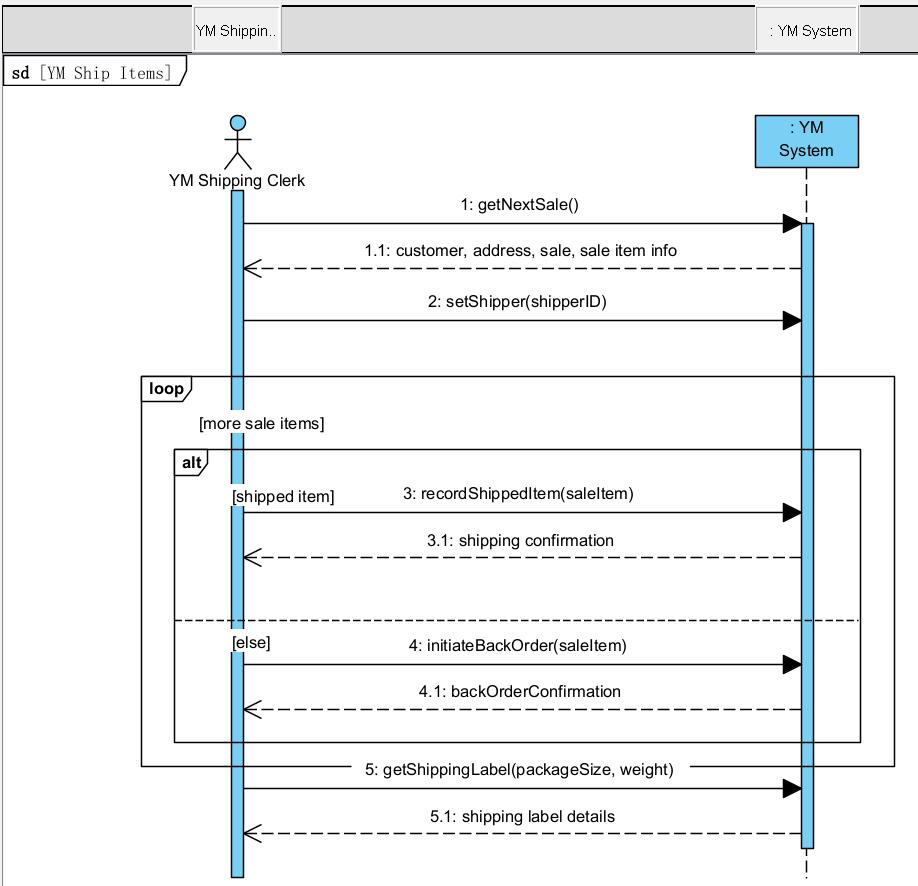 YM Shippin..
: YM System
sd [YM Ship Items]
: YM
System
YM Shipping Clerk
1: getNextSale()
1.1: customer, address, sale, sale item info
2: setShipper(shipperID)
loop
[more sale items]
alt
[shipped item]
3: recordShippedItem(saleItem)
3.1: shipping confirmation
[else]
4: initiateBackOrder(saleItem)
4.1: backOrderConfirmation
5: getShippingLabel(packageSize, weight)
5.1: shipping label details